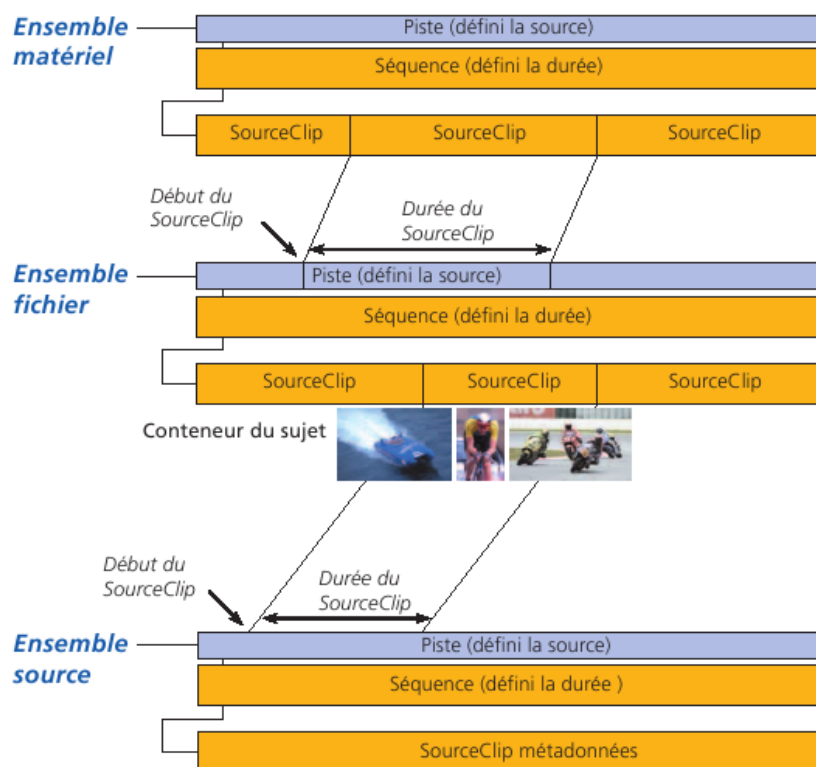 Ensemble
matériel
Piste (défini la source)
Séquence (défini la durée)
SourceClip SourceClip SourceClip
Début du
SourceClip
Durée du
SourceClip
Ensemble
fichier
Piste (défini la source)
Séquence (défini la durée)
SourceClip SourceClip SourceClip
Conteneur du sujet
Début du
SourceClip
Durée du
SourceClip
Ensemble
source
Piste (défini la source)
Séquence (défini la durée )
SourceClip métadonnées